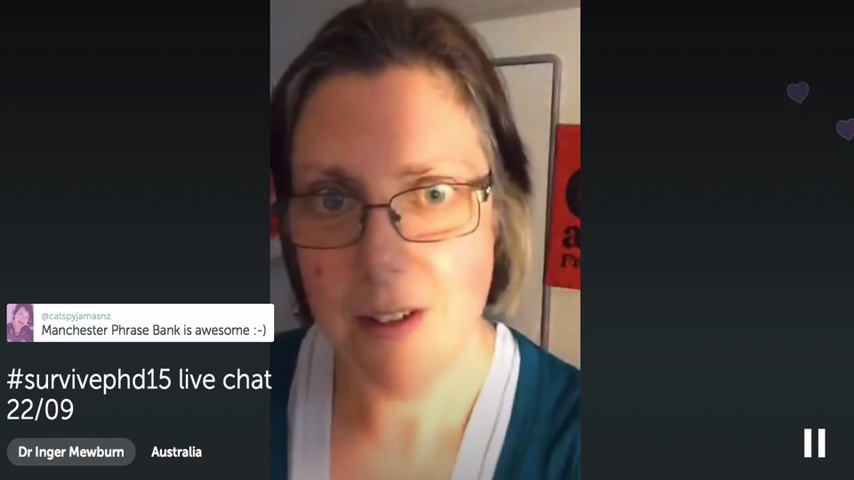 @catspyjamasnz
Manchester Phrase Bank is awesome :-)
#survivephd15 live chat
22/09
Dr Inger Mewburn
Australia